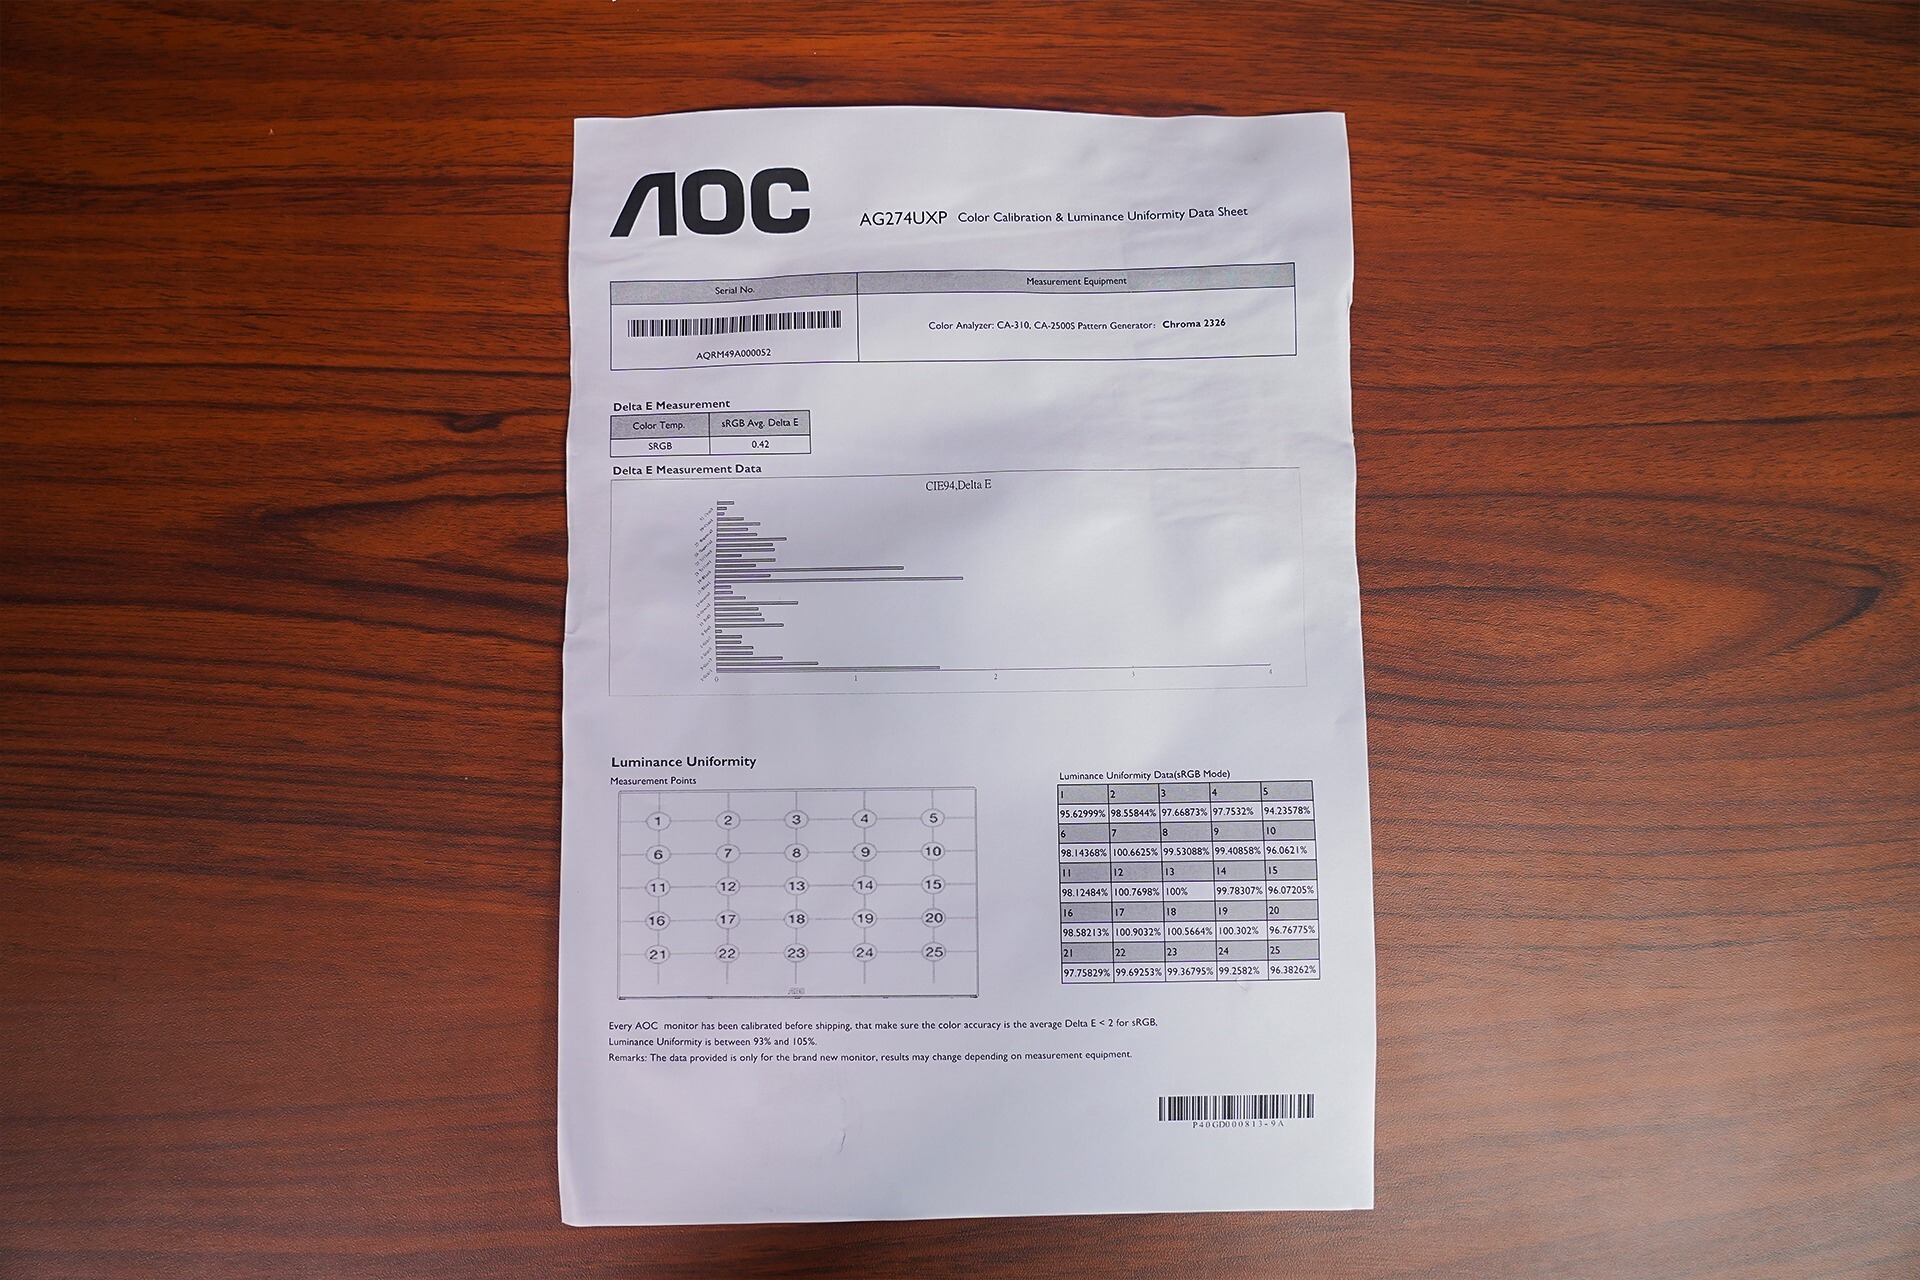 AOC
AG274UXP Color Calibration & Luminance Uniformity Data Sheet
Serial No. Measurement Equipment
Color Analyzer: CA-310, CA-2500S Pattern Generator: Chroma 2326
AQRM49A000052
Delta E Measurement
Color Temp. sRGB Avg. Delta E
SRGB 0.42
Delta E Measurement Data
CIE94,Delta E
0 1 2 3 4
Luminance Uniformity
Measurement Points
1 2 3 4 5
6 7 8 9 10
11 12 13 14 15
16 17 18 19 20
21 22 23 24 25
AOC
Luminance Uniformity Data(sRGB Mode)
1 2 3 4 5
95.62999% 98.55844% 97.66873% 97.7532% 94.23578%
6 7 8 9 10
98.14368% 100.6625% 99.53088% 99.40858% 96.0621%
11 12 13 14 15
98.12484% 100.7698% 100% 99.78307% 96.07205%
16 17 18 19 20
98.58213% 100.9032% 100.5664% 100.302% 96.76775%
21 22 23 24 25
97.75829% 99.69253% 99.36795% 99.2582% 96.38262%
Every AOC monitor has been calibrated before shipping, that make sure the color accuracy is the average Delta E < 2 for sRGB.
Luminance Uniformity is between 93% and 105%.
Remarks: The data provided is only for the brand new monitor, results may change depending on measurement equipment.
P40GD000813-9A